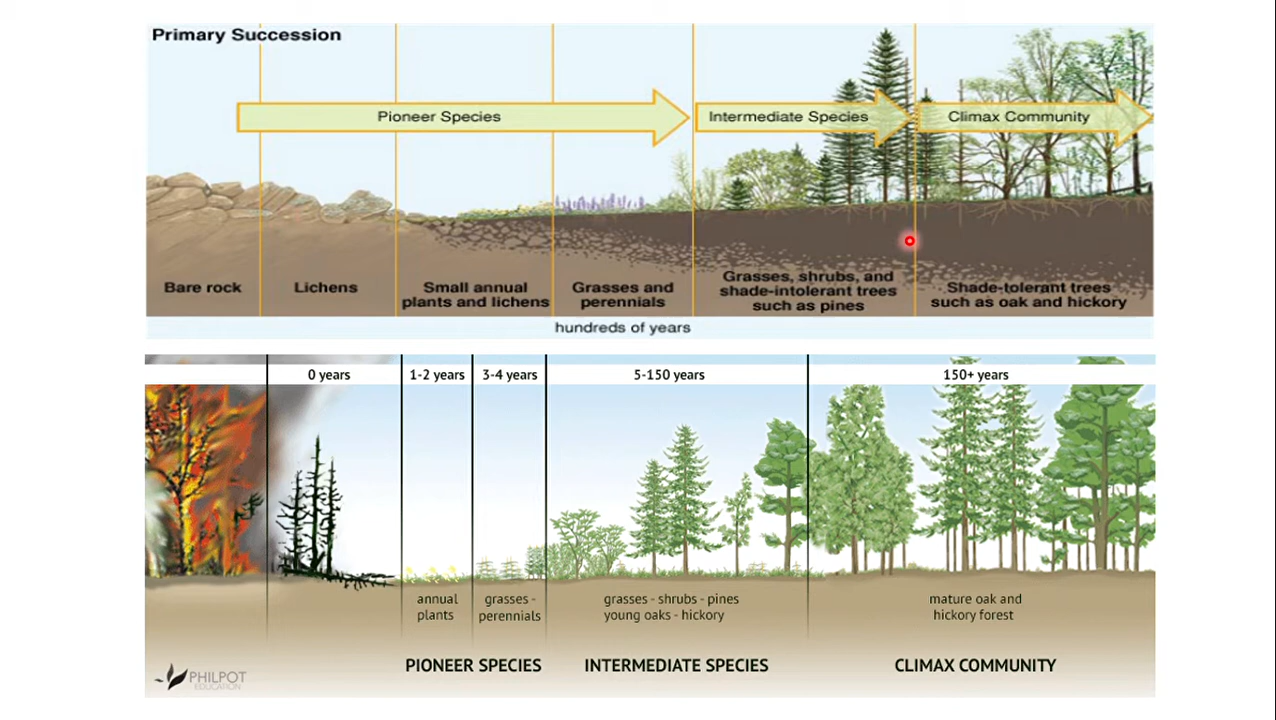 Primary Succession
Pioneer Species
Intermediate Species
Climax Community
Bare rock
Lichens
Small annual
plants and lichens
Grasses and
perennials
Grasses, shrubs, and
shade-intolerant trees
such as pines
Shade-tolerant trees
such as oak and hickory
hundreds of years
0 years
1-2 years
3-4 years
5-150 years
150+ years
annual
plants
grasses -
perennials
grasses - shrubs - pines
young oaks - hickory
mature oak and
hickory forest
PIONEER SPECIES
INTERMEDIATE SPECIES
CLIMAX COMMUNITY
PHILPOT
EDUCATION